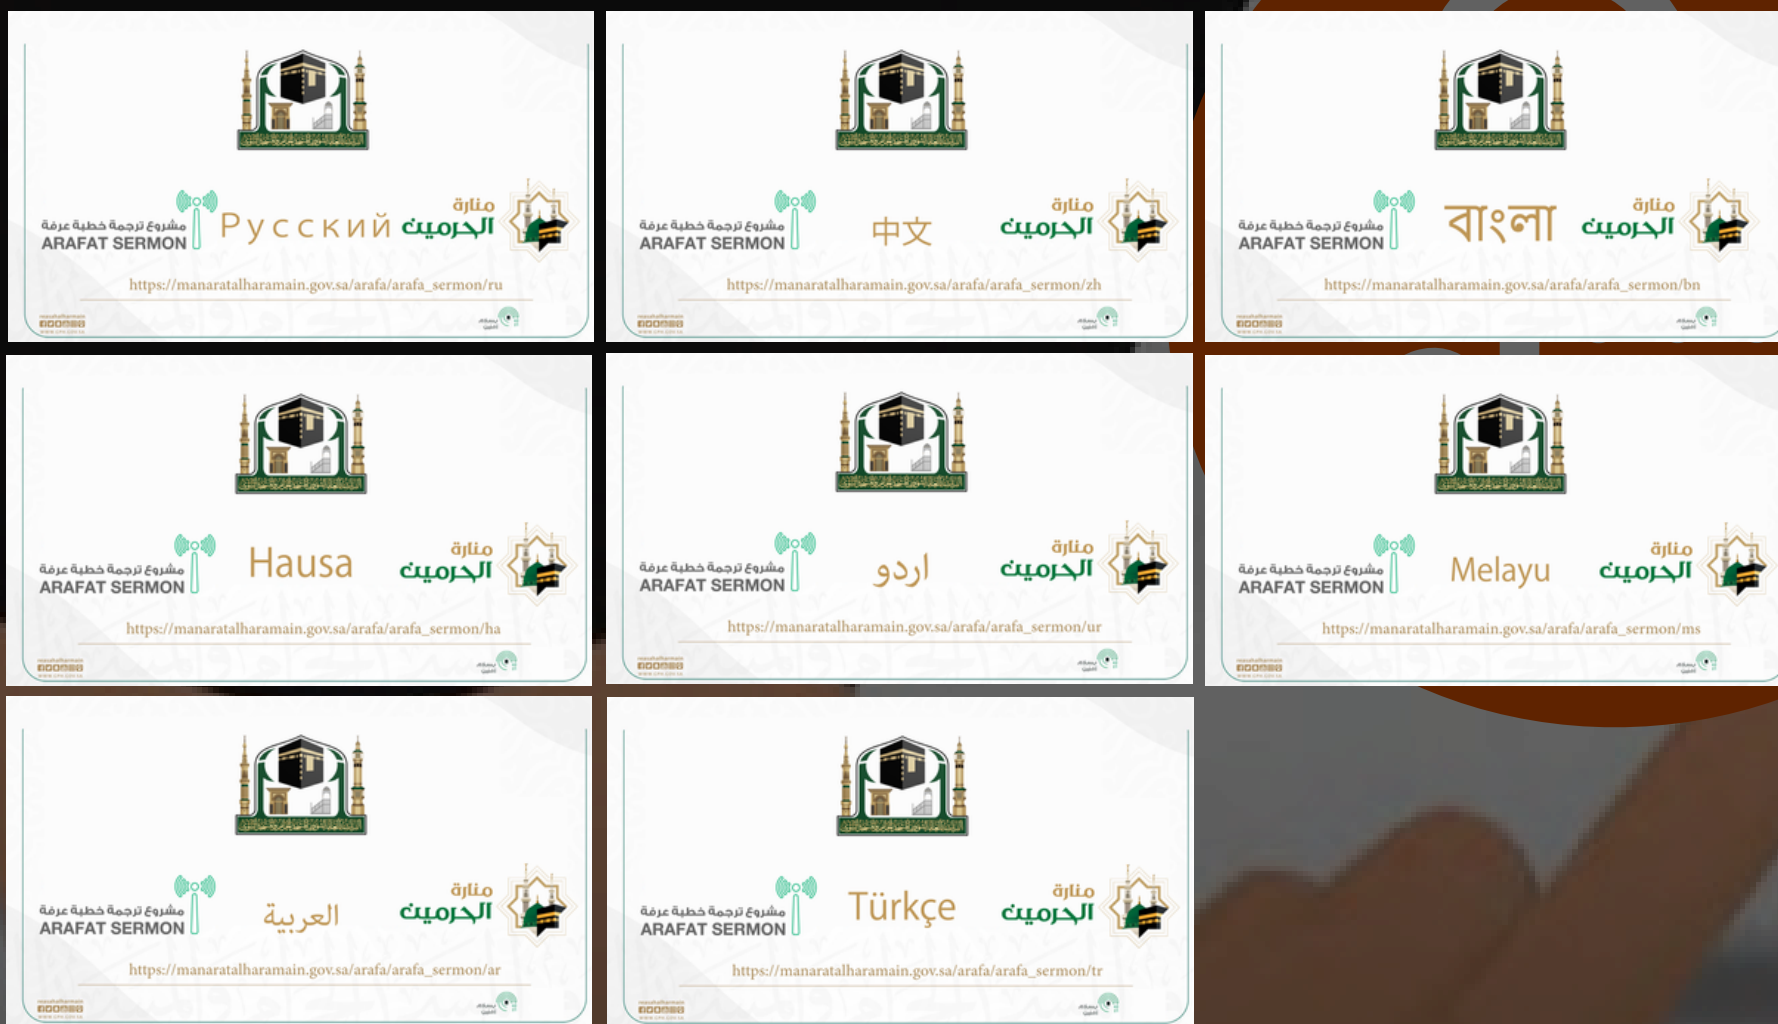 منارة
الحرمين
Русский
مشروع ترجمة خطبة عرفة
ARAFAT SERMON
https://manaratalharamain.gov.sa/arafa/arafa_sermon/ru
منارة
الحرمين
中文
مشروع ترجمة خطبة عرفة
ARAFAT SERMON
https://manaratalharamain.gov.sa/arafa/arafa_sermon/zh
منارة
الحرمين
বাংলা
مشروع ترجمة خطبة عرفة
ARAFAT SERMON
https://manaratalharamain.gov.sa/arafa/arafa_sermon/bn
منارة
الحرمين
Hausa
مشروع ترجمة خطبة عرفة
ARAFAT SERMON
https://manaratalharamain.gov.sa/arafa/arafa_sermon/ha
منارة
الحرمين
اردو
مشروع ترجمة خطبة عرفة
ARAFAT SERMON
https://manaratalharamain.gov.sa/arafa/arafa_sermon/ur
منارة
الحرمين
Melayu
مشروع ترجمة خطبة عرفة
ARAFAT SERMON
https://manaratalharamain.gov.sa/arafa/arafa_sermon/ms
منارة
الحرمين
العربية
مشروع ترجمة خطبة عرفة
ARAFAT SERMON
https://manaratalharamain.gov.sa/arafa/arafa_sermon/ar
منارة
الحرمين
Türkçe
مشروع ترجمة خطبة عرفة
ARAFAT SERMON
https://manaratalharamain.gov.sa/arafa/arafa_sermon/tr